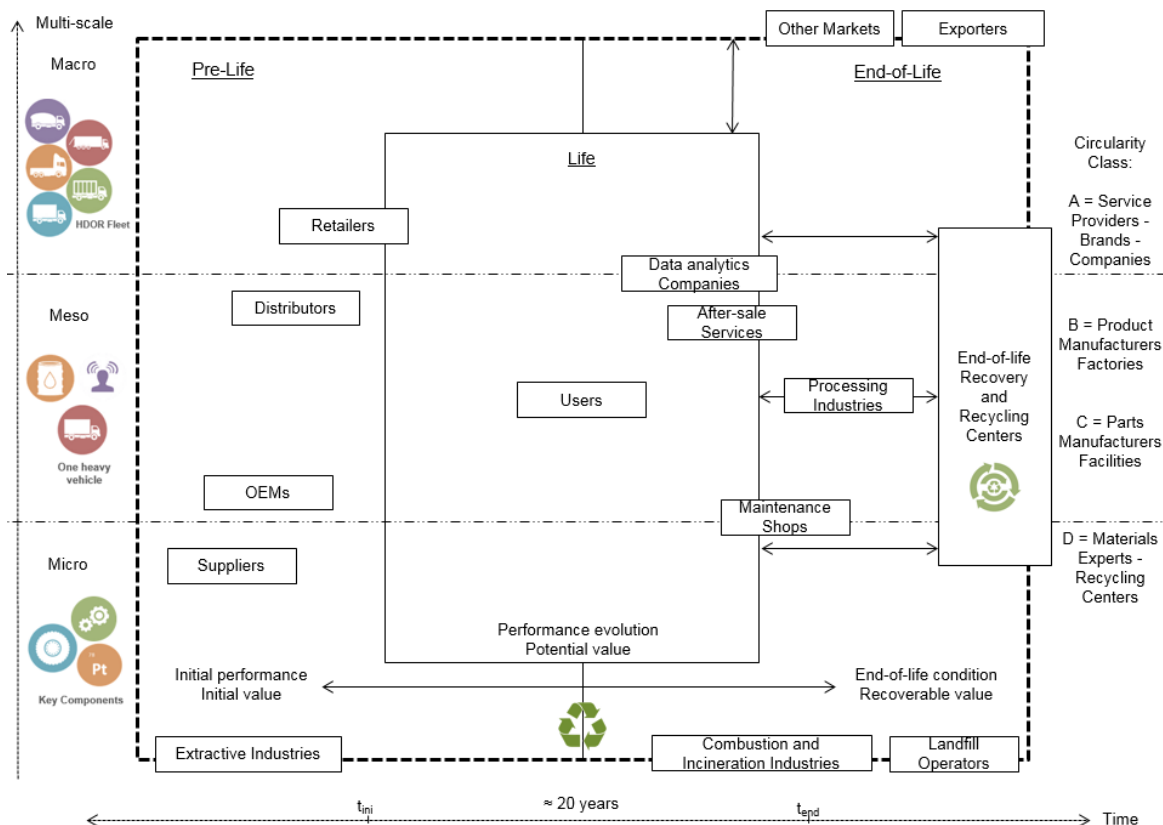 Multi-scale
Other Markets
Exporters
Macro
Pre-Life
End-of-Life
HDOR Fleet
Life
Circularity
Class:
A = Service
Providers -
Brands -
Companies
Retailers
Data analytics
Companies
Meso
Distributors
After-sale
Services
B = Product
Manufacturers
Factories
One heavy
vehicle
Users
Processing
Industries
End-of-life
Recovery
and
Recycling
Centers
C = Parts
Manufacturers
Facilities
OEMs
Maintenance
Shops
Micro
Suppliers
D = Materials
Experts -
Recycling
Centers
Pt
Key Components
Performance evolution
Potential value
Initial performance
Initial value
End-of-life condition
Recoverable value
Extractive Industries
Combustion and
Incineration Industries
Landfill
Operators
tini
≈ 20 years
tend
Time